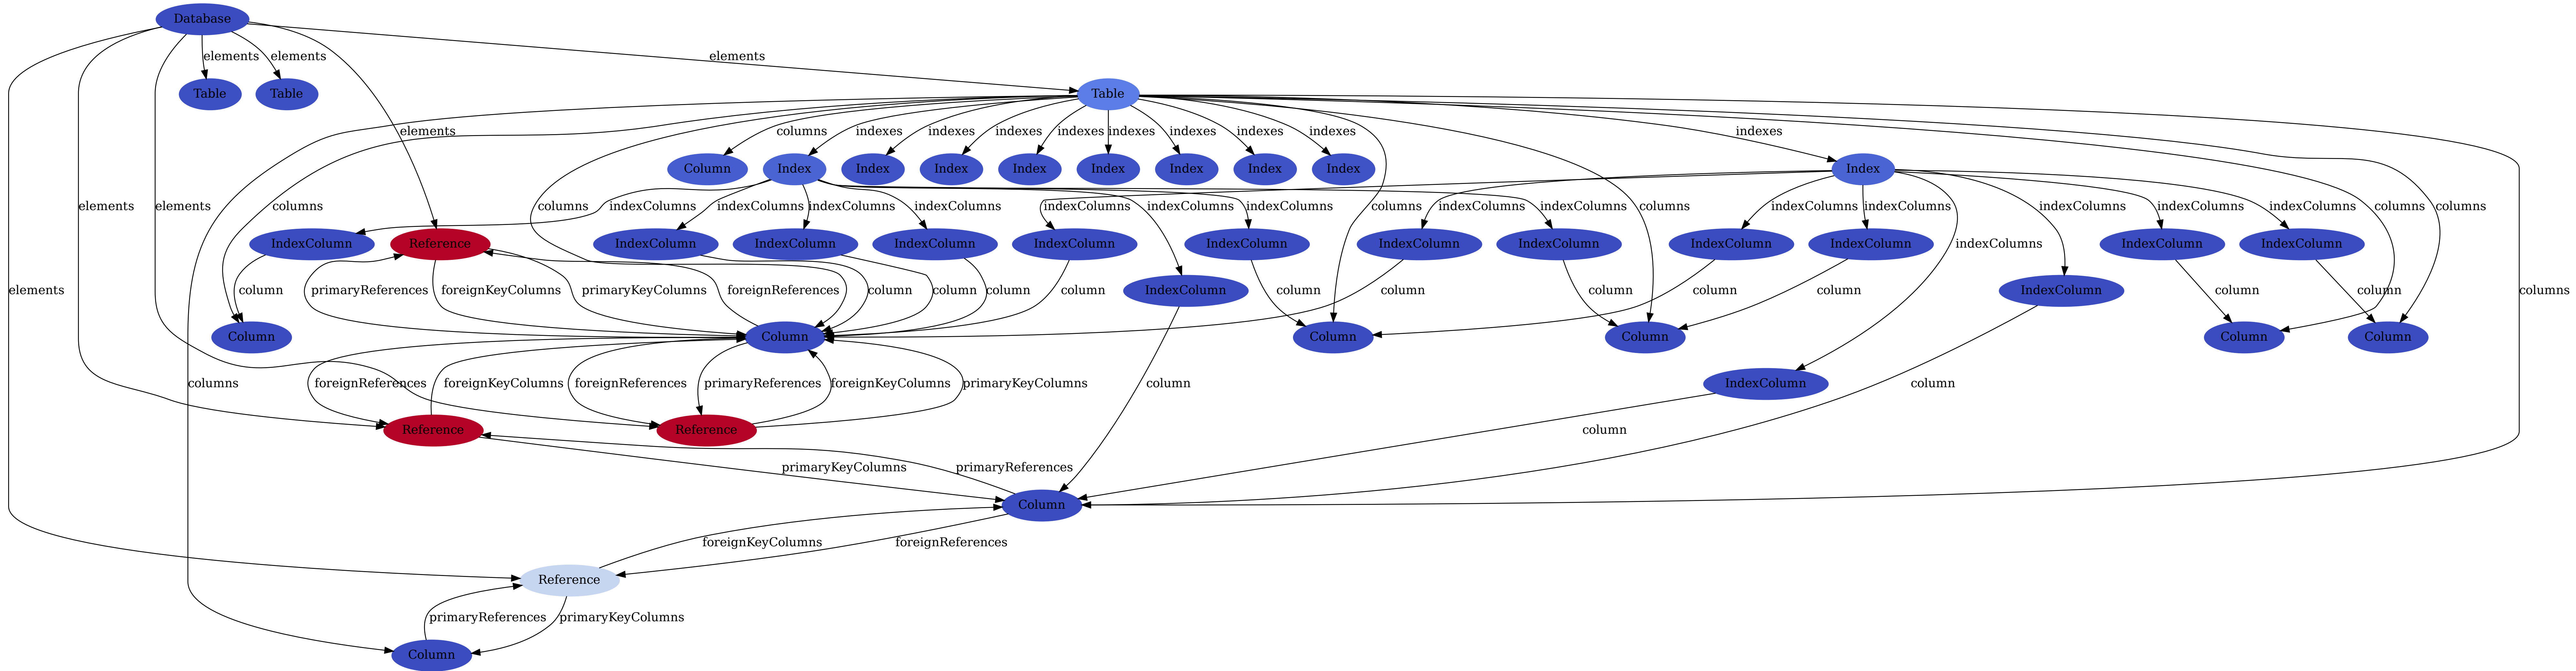 Database
elements
elements
elements
Table
Table
Table
elements
columns
indexes
indexes
indexes
indexes
indexes
indexes
indexes
indexes
indexes
Column
Index
Index
Index
Index
Index
Index
Index
Index
Index
elements
elements
columns
columns
indexColumns
indexColumns
indexColumns
indexColumns
indexColumns
indexColumns
indexColumns
columns
indexColumns
indexColumns
columns
indexColumns
indexColumns
indexColumns
indexColumns
indexColumns
columns
columns
IndexColumn
Reference
IndexColumn
IndexColumn
IndexColumn
IndexColumn
IndexColumn
IndexColumn
IndexColumn
IndexColumn
IndexColumn
indexColumns
IndexColumn
IndexColumn
elements
column
primaryReferences
foreignKeyColumns
primaryKeyColumns
foreignReferences
column
column
column
column
IndexColumn
column
column
column
column
column
IndexColumn
column
column
columns
Column
Column
Column
Column
Column
Column
columns
foreignReferences
foreignKeyColumns
foreignReferences
primaryReferences
foreignKeyColumns
primaryKeyColumns
column
IndexColumn
column
Reference
Reference
column
primaryKeyColumns
primaryReferences
Column
foreignKeyColumns
foreignReferences
Reference
primaryReferences
primaryKeyColumns
Column